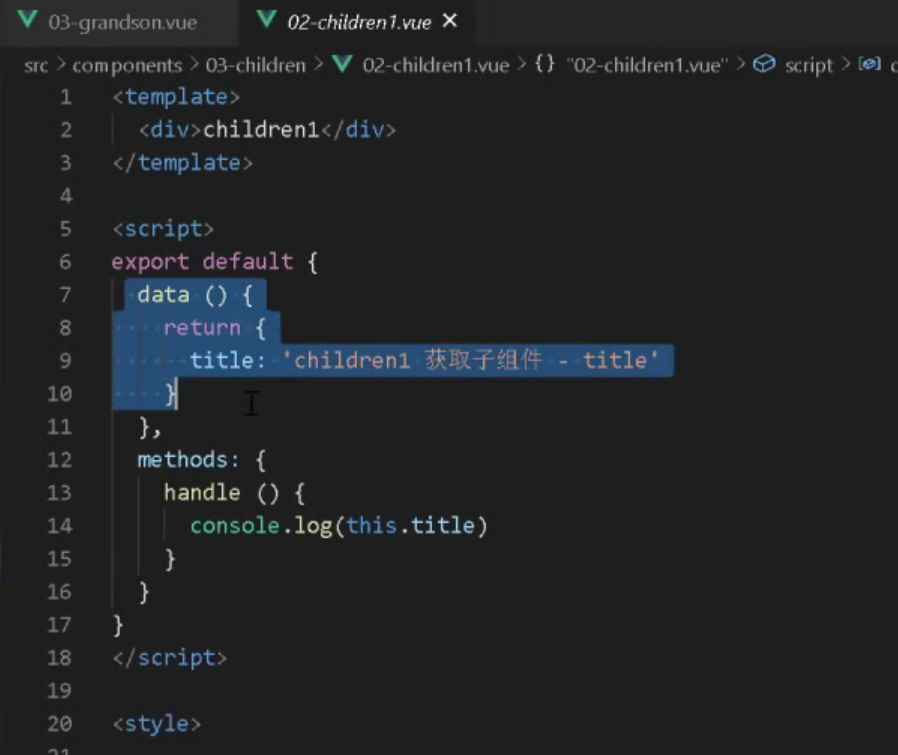 03-grandson.vue 02-children1.vue ×
src > components > 03-children > 02-children1.vue > {} "02-children1.vue" > script >
1 <template>
2 <div>children1</div>
3 </template>
4
5 <script>
6 export default {
7 data () {
8 return {
9 title: 'children1 获取子组件 - title'
10 }
11 },
12 methods: {
13 handle () {
14 console.log(this.title)
15 }
16 }
17 }
18 </script>
19
20 <style>
21